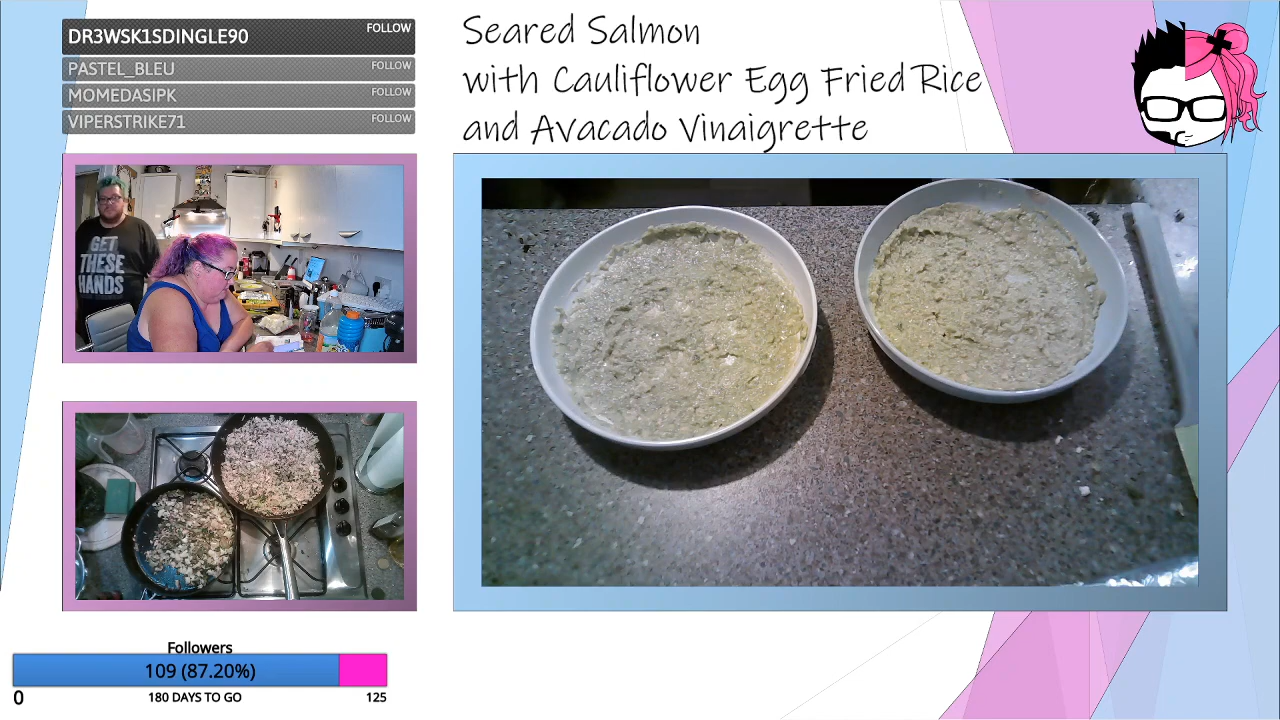 DR3WSK1SDINGLE90 FOLLOW
PASTEL_BLEU FOLLOW
MOMEDASIPK FOLLOW
VIPERSTRIKE71 FOLLOW
Seared Salmon
with Cauliflower Egg Fried Rice
and Avacado Vinaigrette
GET
THESE
HANDS
Followers
109 (87.20%)
0 180 DAYS TO GO 125